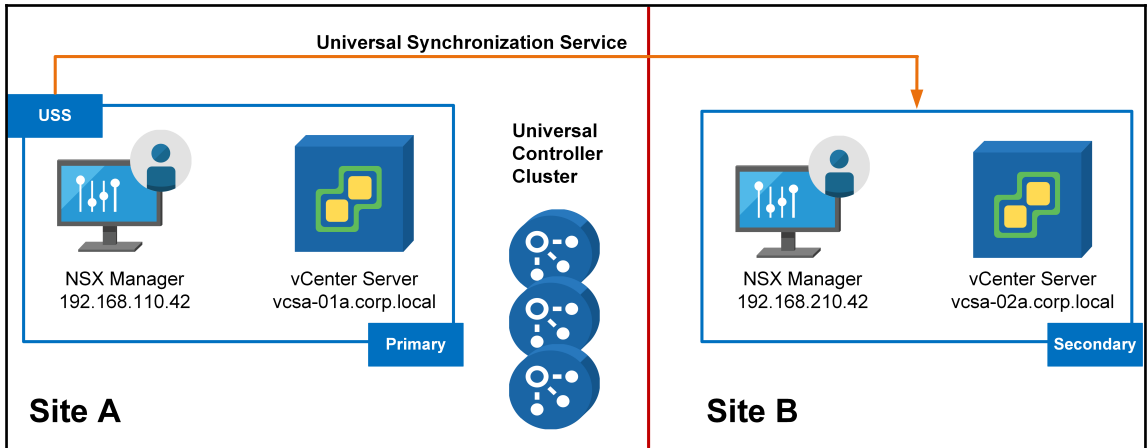 Universal Synchronization Service
USS
NSX Manager
192.168.110.42
vCenter Server
vcsa-01a.corp.local
Primary
Universal
Controller
Cluster
NSX Manager
192.168.210.42
vCenter Server
vcsa-02a.corp.local
Secondary
Site A
Site B